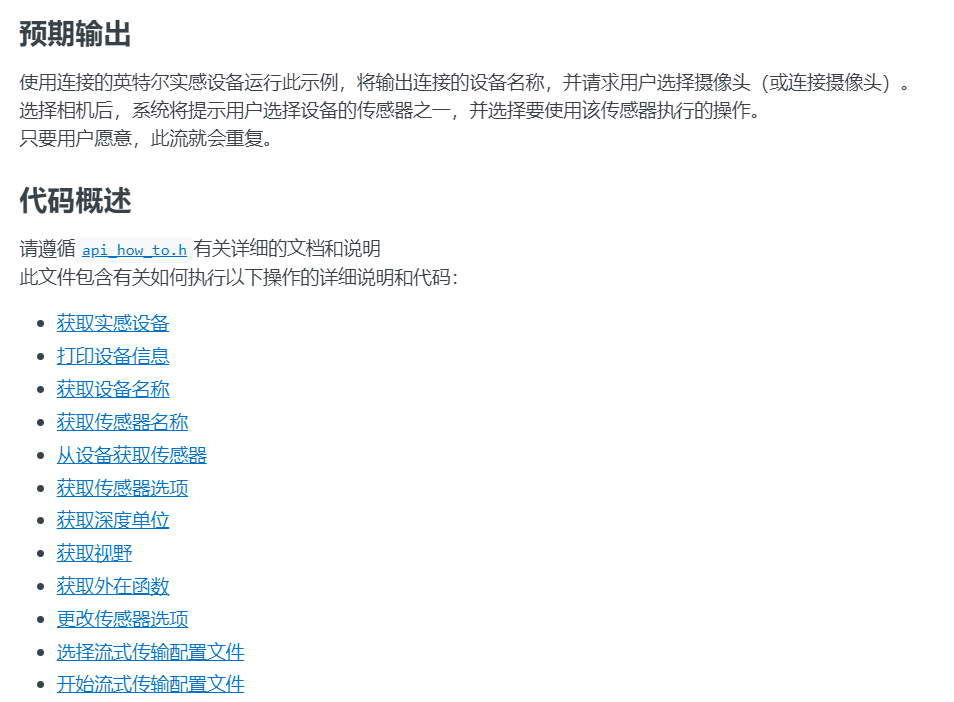 预期输出
使用连接的英特尔实感设备运行此示例，将输出连接的设备名称，并请求用户选择摄像头（或连接摄像头）。
选择相机后，系统将提示用户选择设备的传感器之一，并选择要使用该传感器执行的操作。
只要用户愿意，此流就会重复。
代码概述
请遵循 api_how_to.h 有关详细的文档和说明
此文件包含有关如何执行以下操作的详细说明和代码：
• 获取实感设备
• 打印设备信息
• 获取设备名称
• 获取传感器名称
• 从设备获取传感器
• 获取传感器选项
• 获取深度单位
• 获取视野
• 获取外在函数
• 更改传感器选项
• 选择流式传输配置文件
• 开始流式传输配置文件